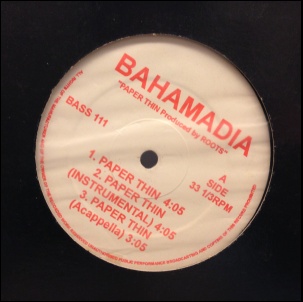 BAHAMADIA
"PAPER THIN Produced by ROOTS"
BASS 111
A
SIDE
33 1/3RPM
1. PAPER THIN 4:05
2. PAPER THIN
(INSTRUMENTAL) 4:05
3. PAPER THIN
(Acappella) 3:05